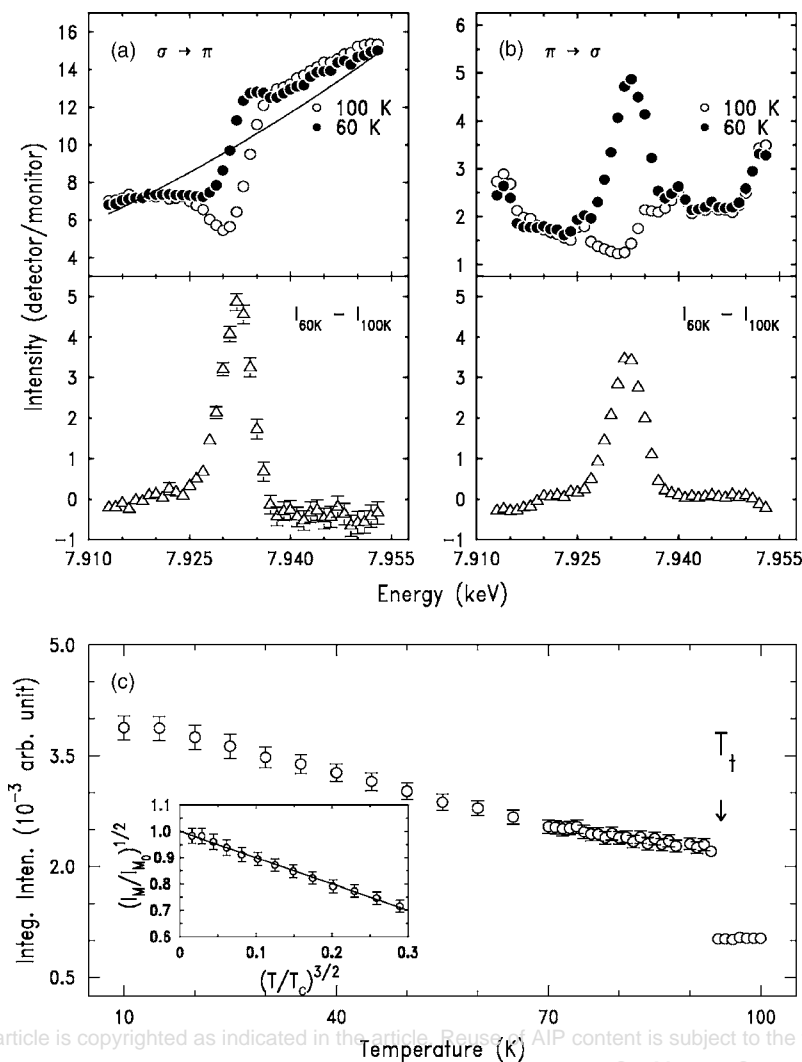 (a) σ → π
(b) π → σ
100 K
60 K
100 K
60 K
16
14
12
10
8
6
4
6
5
4
3
2
1
Intensity (detector/monitor)
I60K − I100K
I60K − I100K
5
4
3
2
1
0
−1
5
4
3
2
1
0
−1
7.910 7.925 7.940 7.955
7.910 7.925 7.940 7.955
Energy (keV)
(c)
5.0
3.5
2.0
0.5
Integ. Inten. (10−3 arb. unit)
T†
1.1
1.0
0.9
0.8
0.7
0.6
(IM/IM0)1/2
0 0.1 0.2 0.3
(T/TC)3/2
10 40 70 100
Temperature (K)
article is copyrighted as indicated in the article. Reuse of AIP content is subject to the